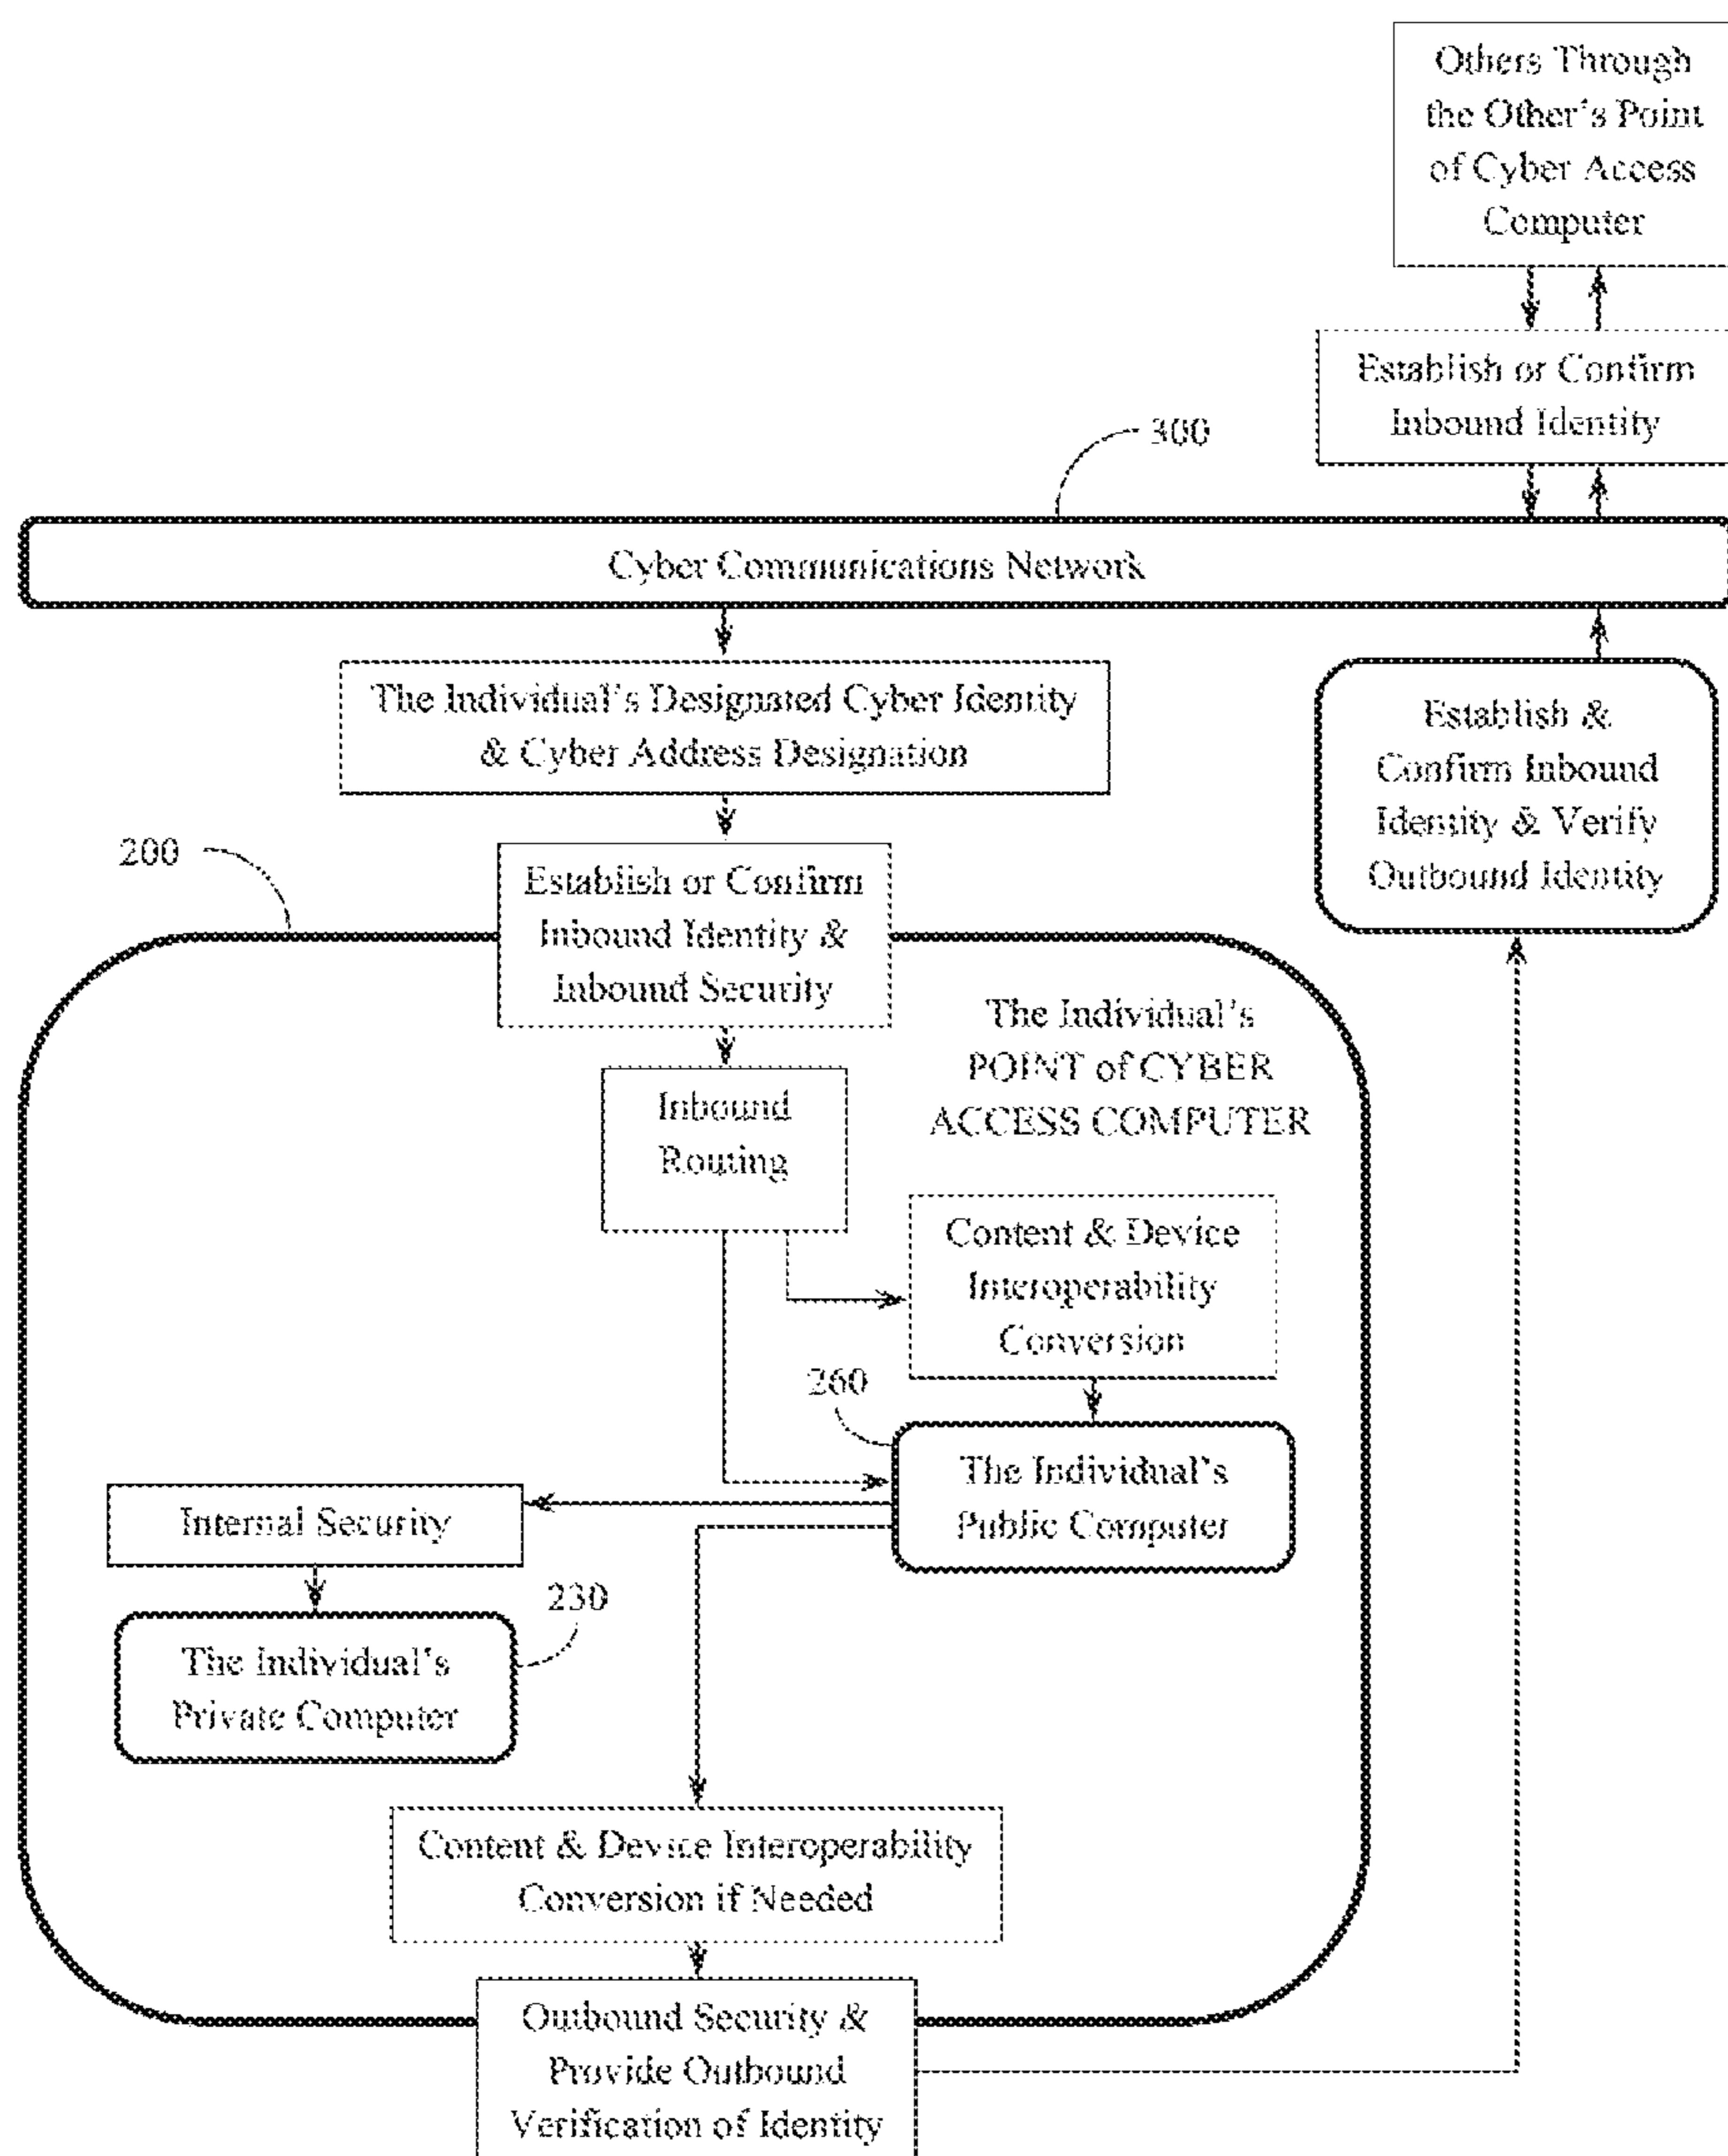 Others Through
the Other's Point
of Cyber Access
Computer
Establish or Confirm
Inbound Identity
300
Cyber Communications Network
The Individual's Designated Cyber Identity
& Cyber Address Designation
Establish &
Confirm Inbound
Identity & Verify
Outbound Identity
200
Establish or Confirm
Inbound Identity &
Inbound Security
The Individual's
POINT of CYBER
ACCESS COMPUTER
Inbound
Routing
Content & Device
Interoperability
Conversion
260
The Individual's
Public Computer
Internal Security
230
The Individual's
Private Computer
Content & Device Interoperability
Conversion if Needed
Outbound Security &
Provide Outbound
Verification of Identity